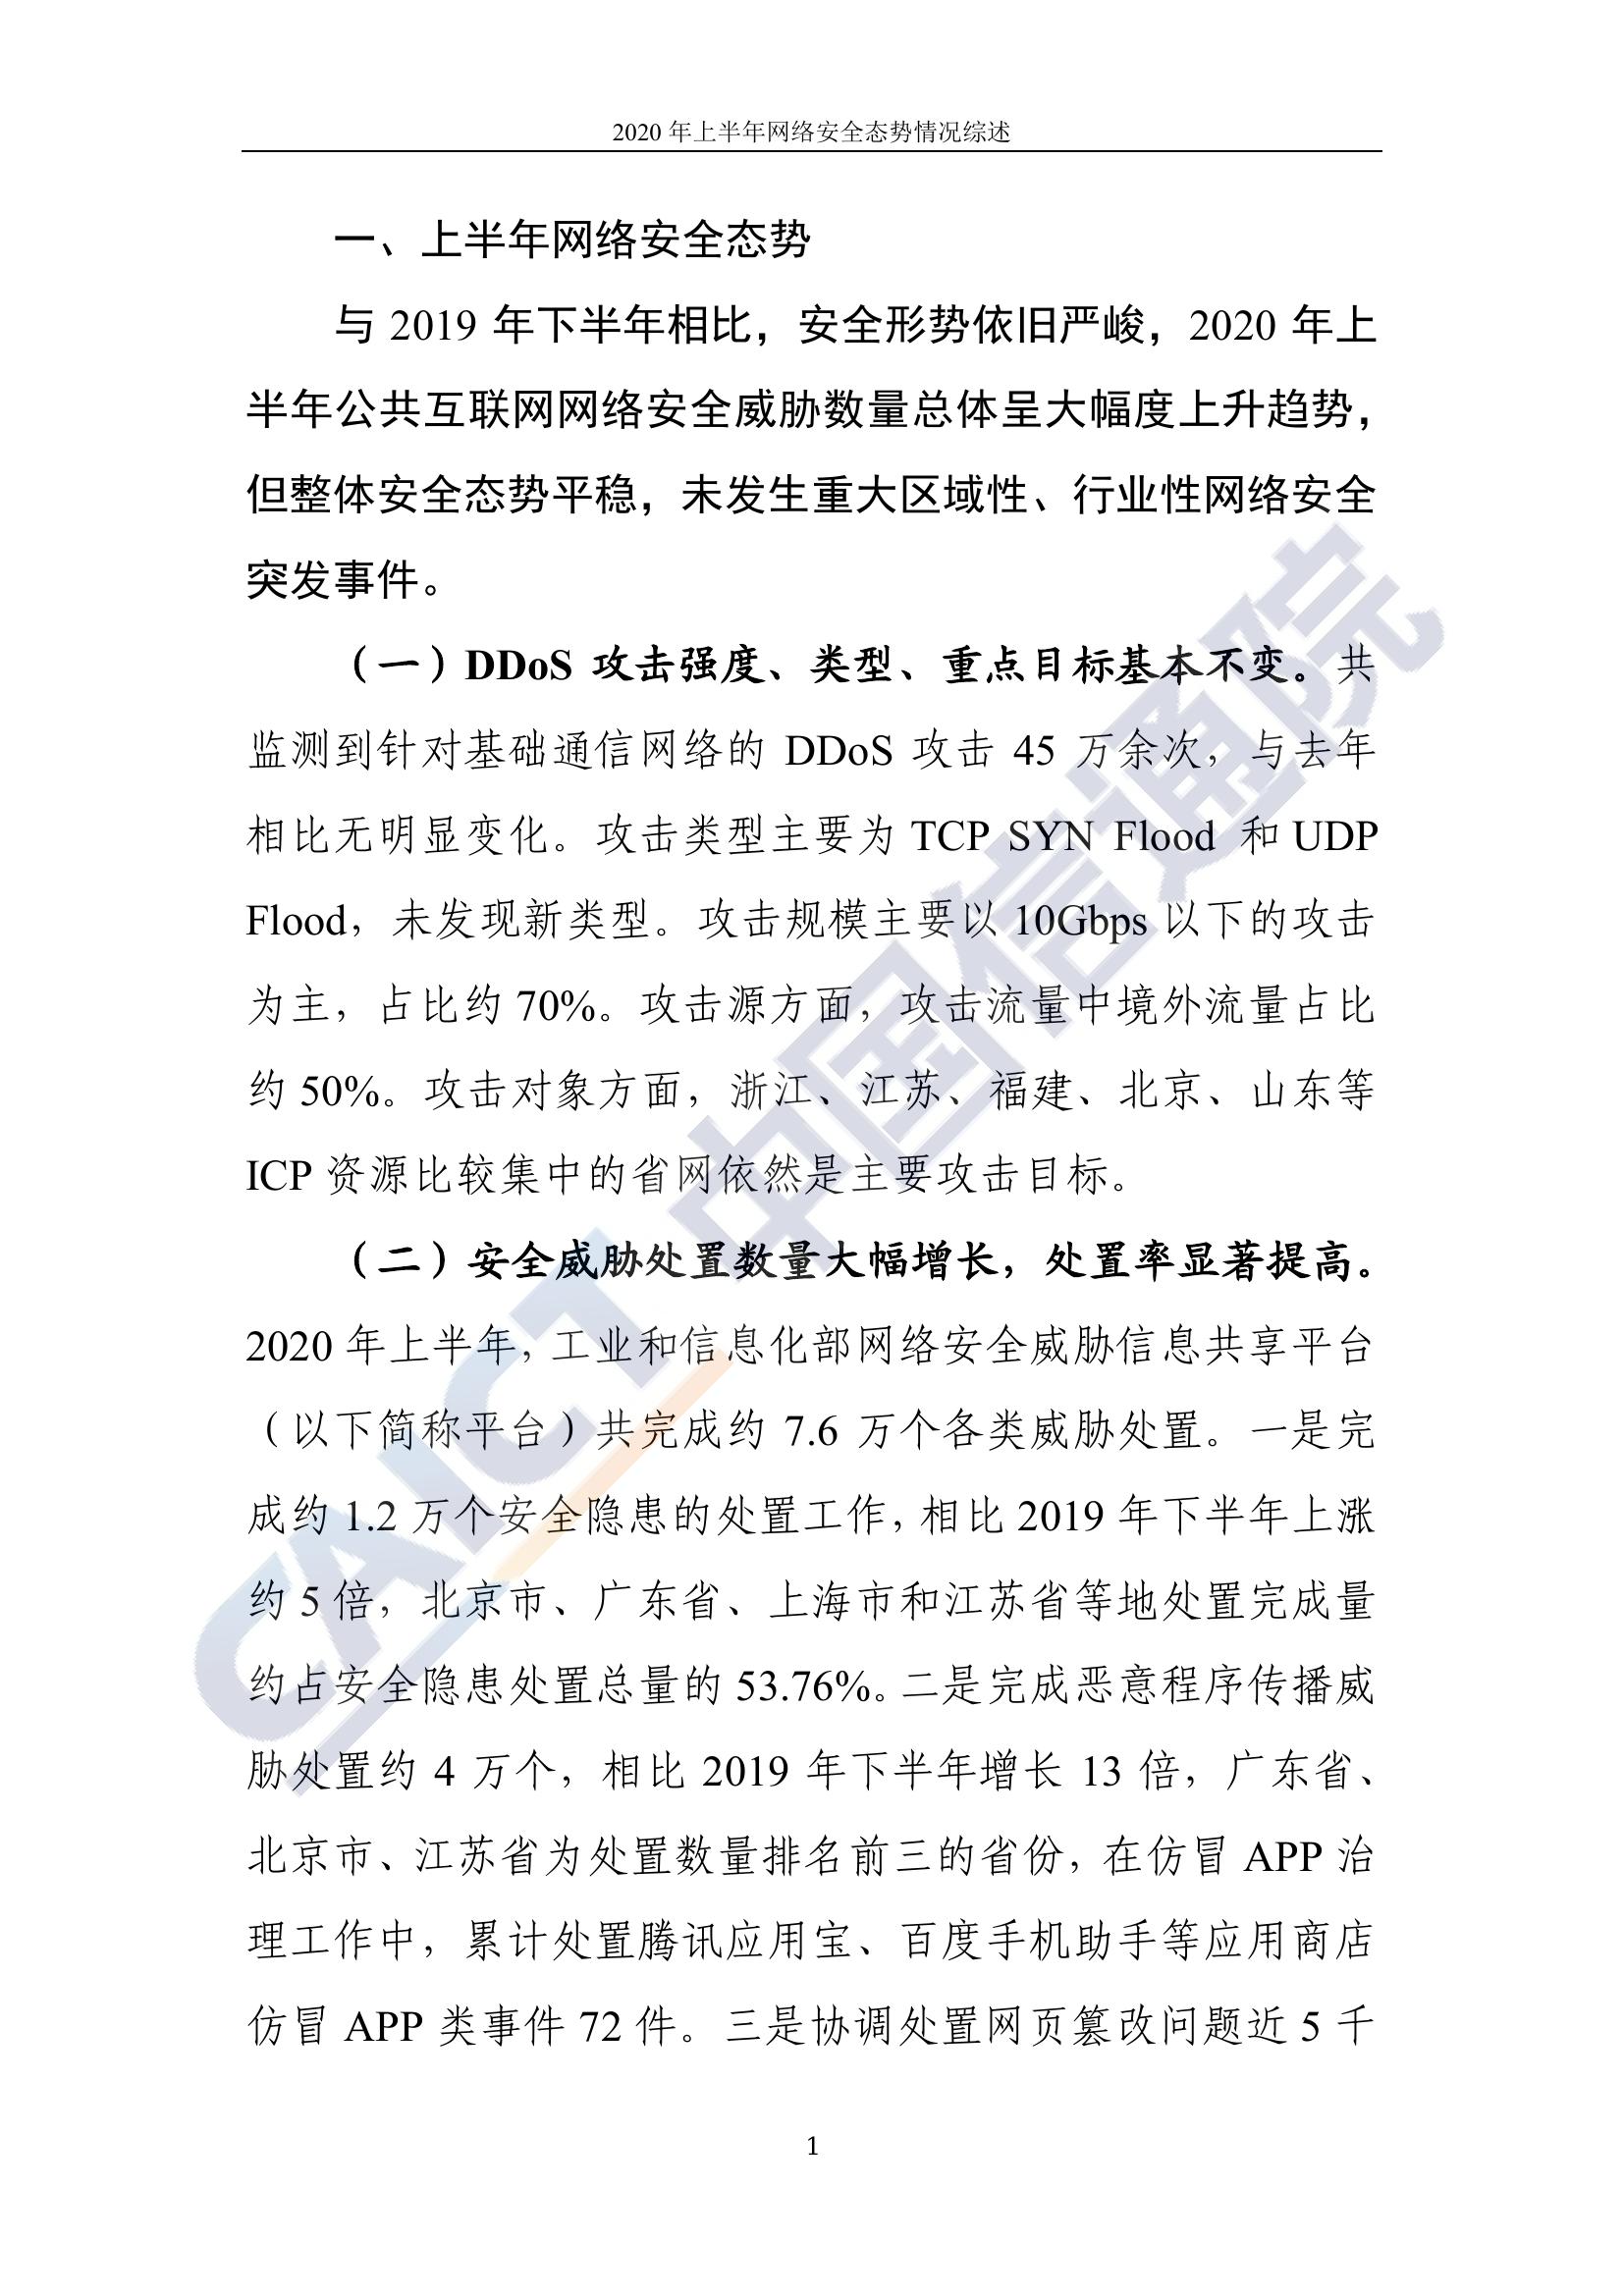 2020 年上半年网络安全态势情况综述
一、上半年网络安全态势
与 2019 年下半年相比，安全形势依旧严峻，2020 年上
半年公共互联网网络安全威胁数量总体呈大幅度上升趋势，
但整体安全态势平稳，未发生重大区域性、行业性网络安全
突发事件。
（一）DDoS 攻击强度、类型、重点目标基本不变。共
监测到针对基础通信网络的 DDoS 攻击 45 万余次，与去年
相比无明显变化。攻击类型主要为 TCP SYN Flood 和 UDP
Flood，未发现新类型。攻击规模主要以 10Gbps 以下的攻击
为主，占比约 70%。攻击源方面，攻击流量中境外流量占比
约 50%。攻击对象方面，浙江、江苏、福建、北京、山东等
ICP 资源比较集中的省网依然是主要攻击目标。
（二）安全威胁处置数量大幅增长，处置率显著提高。
2020 年上半年，工业和信息化部网络安全威胁信息共享平台
（以下简称平台）共完成约 7.6 万个各类威胁处置。一是完
成约 1.2 万个安全隐患的处置工作，相比 2019 年下半年上涨
约 5 倍，北京市、广东省、上海市和江苏省等地处置完成量
约占安全隐患处置总量的 53.76%。二是完成恶意程序传播威
胁处置约 4 万个，相比 2019 年下半年增长 13 倍，广东省、
北京市、江苏省为处置数量排名前三的省份，在仿冒 APP 治
理工作中，累计处置腾讯应用宝、百度手机助手等应用商店
仿冒 APP 类事件 72 件。三是协调处置网页篡改问题近 5 千
1
CAICT 中国信通院